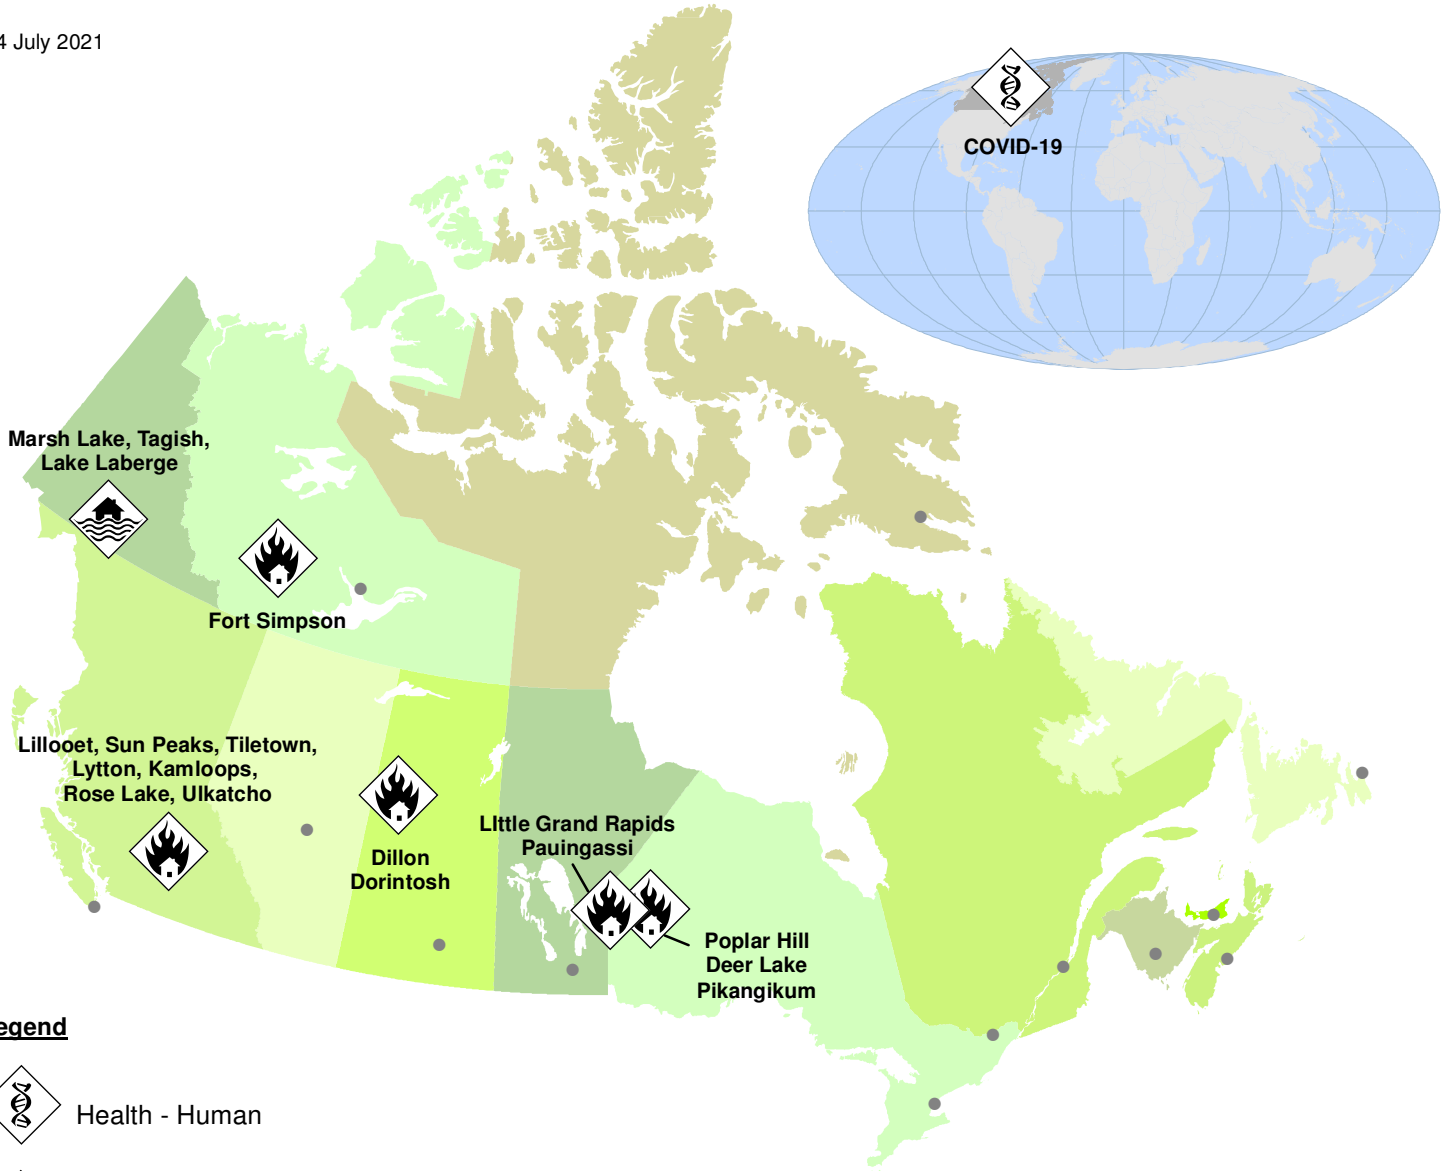 4 July 2021
COVID-19
Marsh Lake, Tagish,
Lake Laberge
Fort Simpson
Lillooet, Sun Peaks, Tiletown,
Lytton, Kamloops,
Rose Lake, Ulkatcho
Dillon
Dorintosh
LIttle Grand Rapids
Pauingassi
Poplar Hill
Deer Lake
Pikangikum
egend
Health - Human